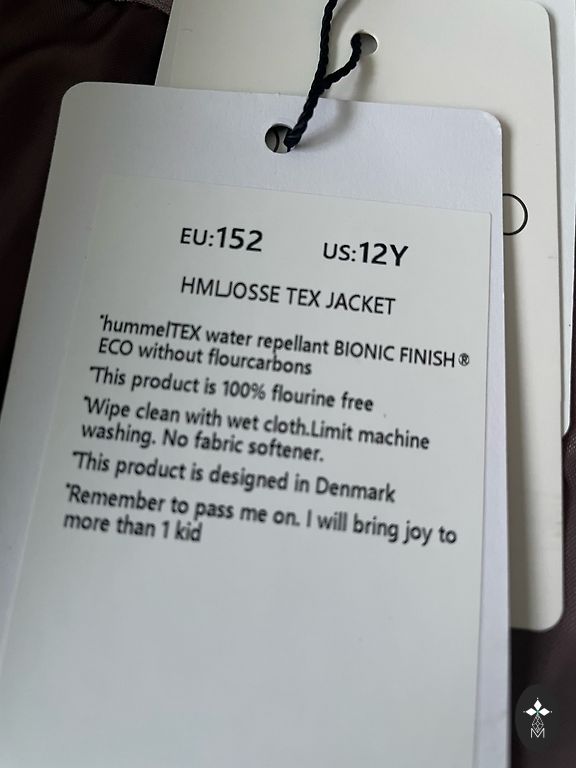 EU:152 US:12Y
HMLJOSSE TEX JACKET
*hummelTEX water repellant BIONIC FINISH®
ECO without flourcarbons
*This product is 100% flourine free
*Wipe clean with wet cloth.Limit machine
washing. No fabric softener.
*This product is designed in Denmark
*Remember to pass me on. I will bring joy to
more than 1 kid
M